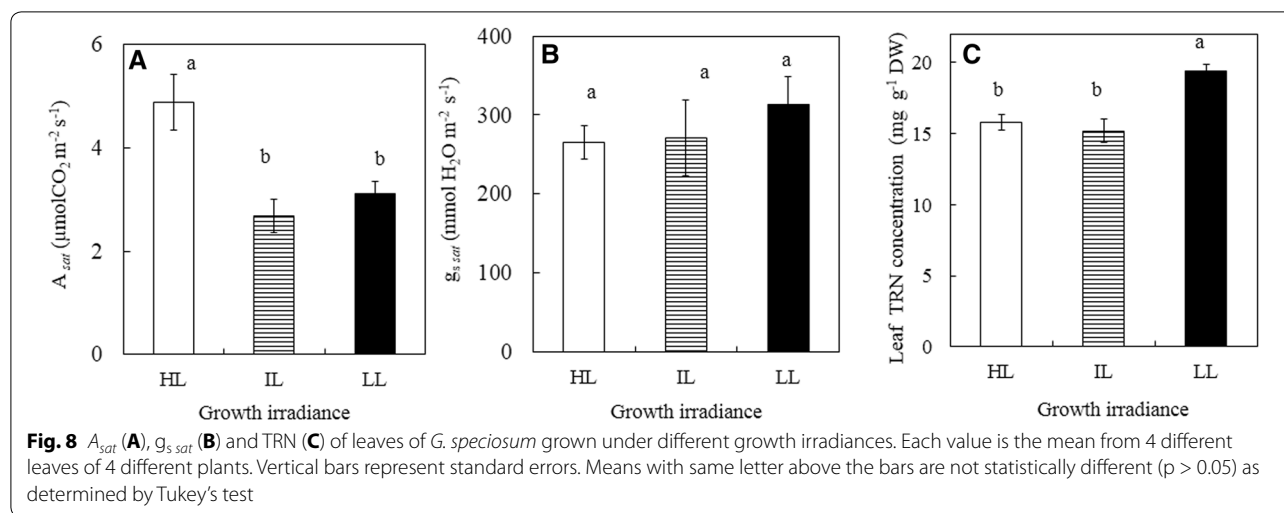 A
a
b
b
6
4
2
0
A sat (µmolCO2 m-2 s-1)
HL IL LL
Growth irradiance
B
a
a
a
400
300
200
100
0
gs sat (mmol H2O m-2 s-1)
HL IL LL
Growth irradiance
C
b
b
a
20
15
10
5
0
Leaf TRN concentration (mg g-1 DW)
HL IL LL
Growth irradiance
Fig. 8 Asat (A), gs sat (B) and TRN (C) of leaves of G. speciosum grown under different growth irradiances. Each value is the mean from 4 different
leaves of 4 different plants. Vertical bars represent standard errors. Means with same letter above the bars are not statistically different (p > 0.05) as
determined by Tukey's test